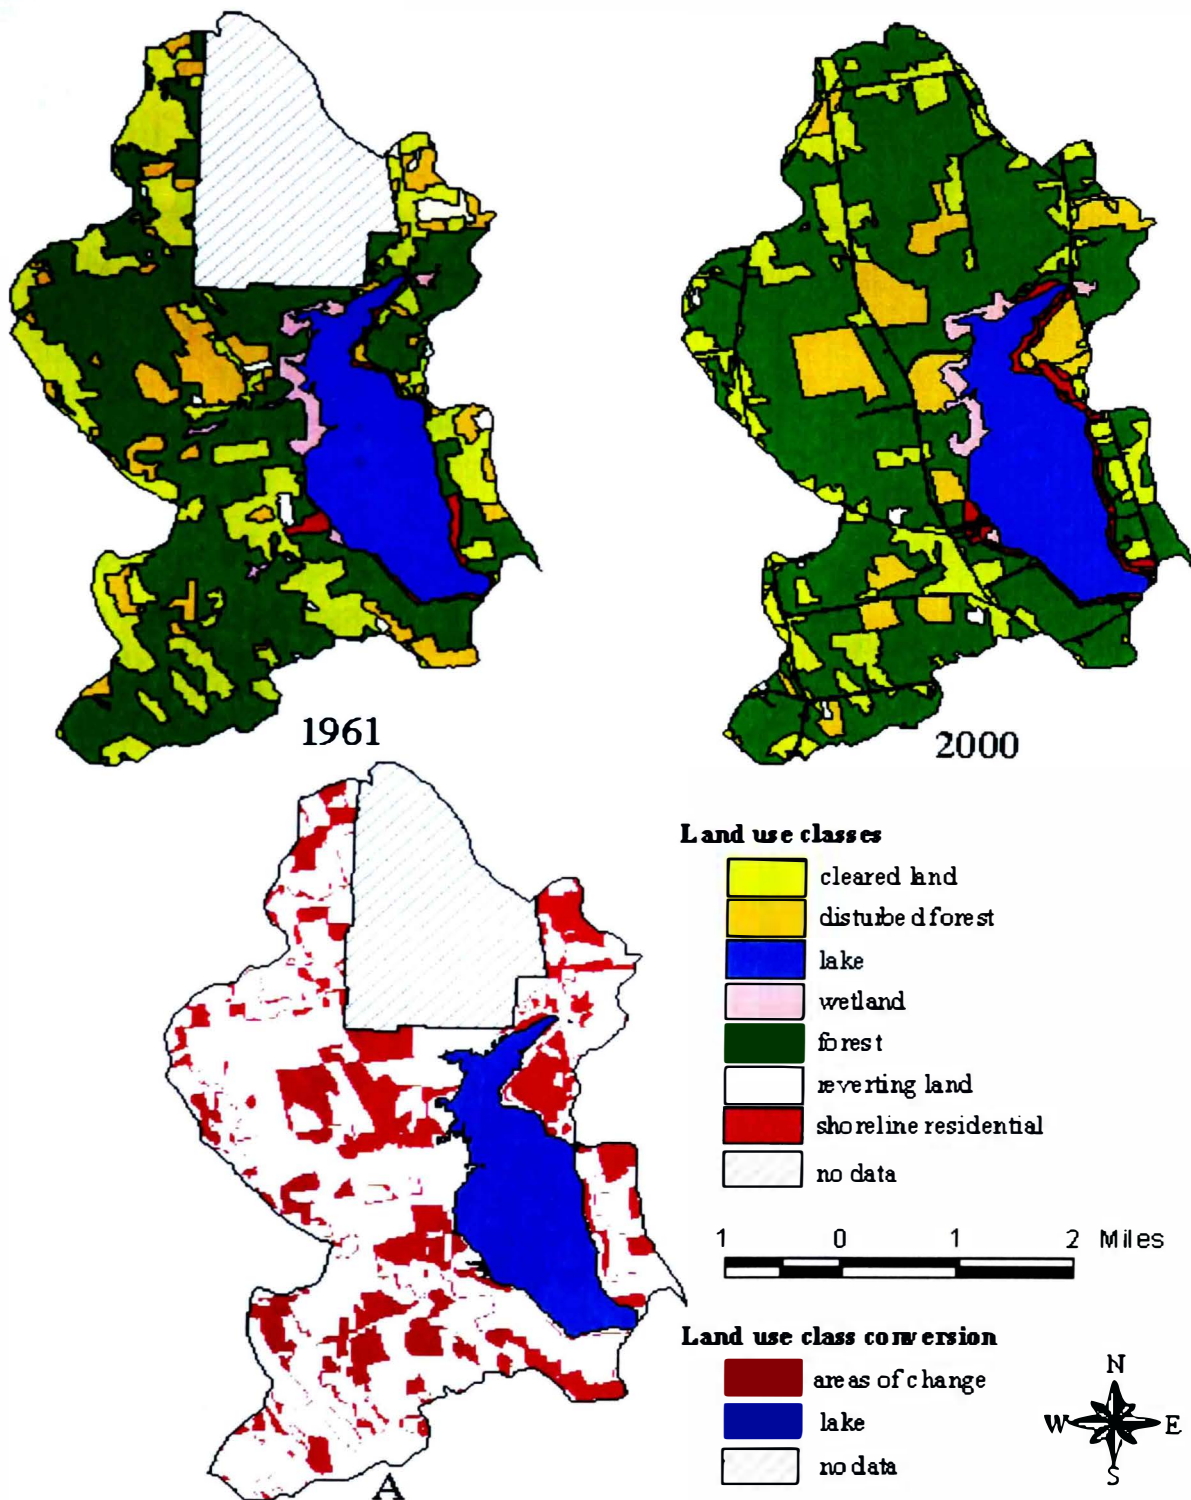 1961
2000
Land use classes
cleared land
disturbed forest
lake
wetland
forest
reverting land
shoreline residential
no data
1 0 1 2 Miles
Land use class conversion
areas of change
lake
no data
N
W E
S
A